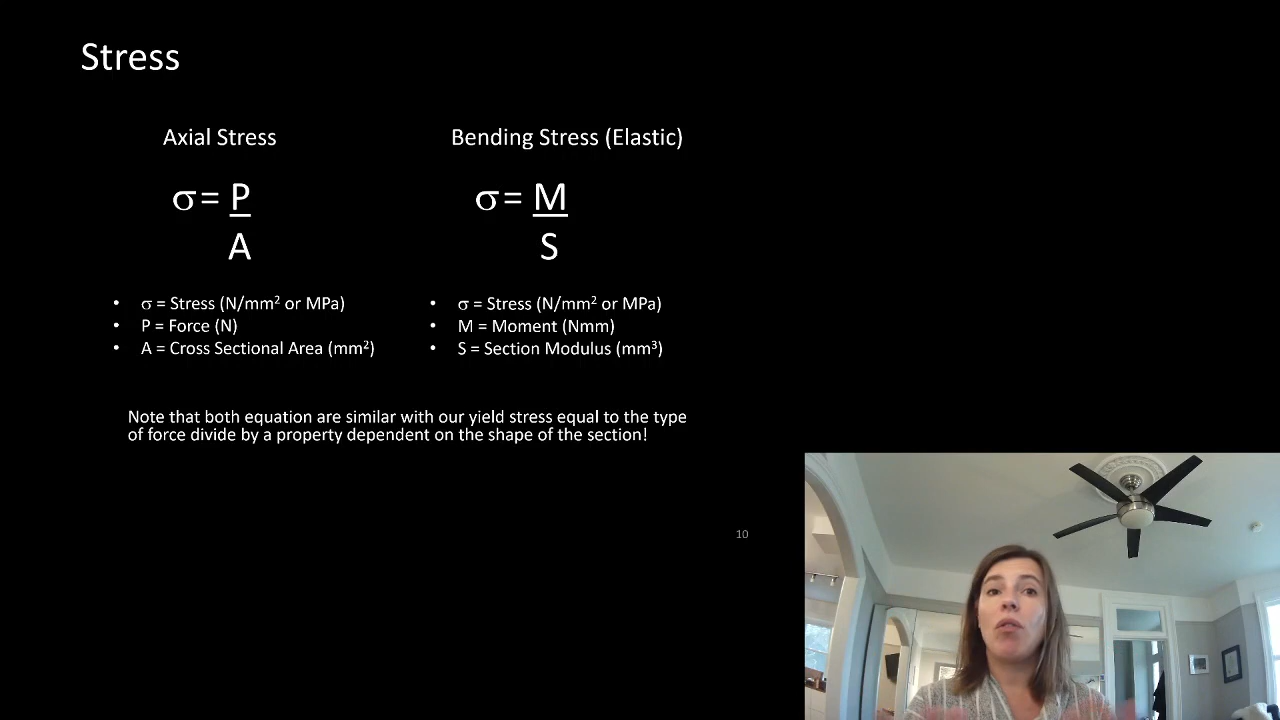 Stress
Axial Stress
σ= P
A
• σ = Stress (N/mm² or MPa)
• P = Force (N)
• A = Cross Sectional Area (mm²)
Bending Stress (Elastic)
σ= M
S
• σ = Stress (N/mm² or MPa)
• M = Moment (Nmm)
• S = Section Modulus (mm³)
Note that both equation are similar with our yield stress equal to the type
of force divide by a property dependent on the shape of the section!
10